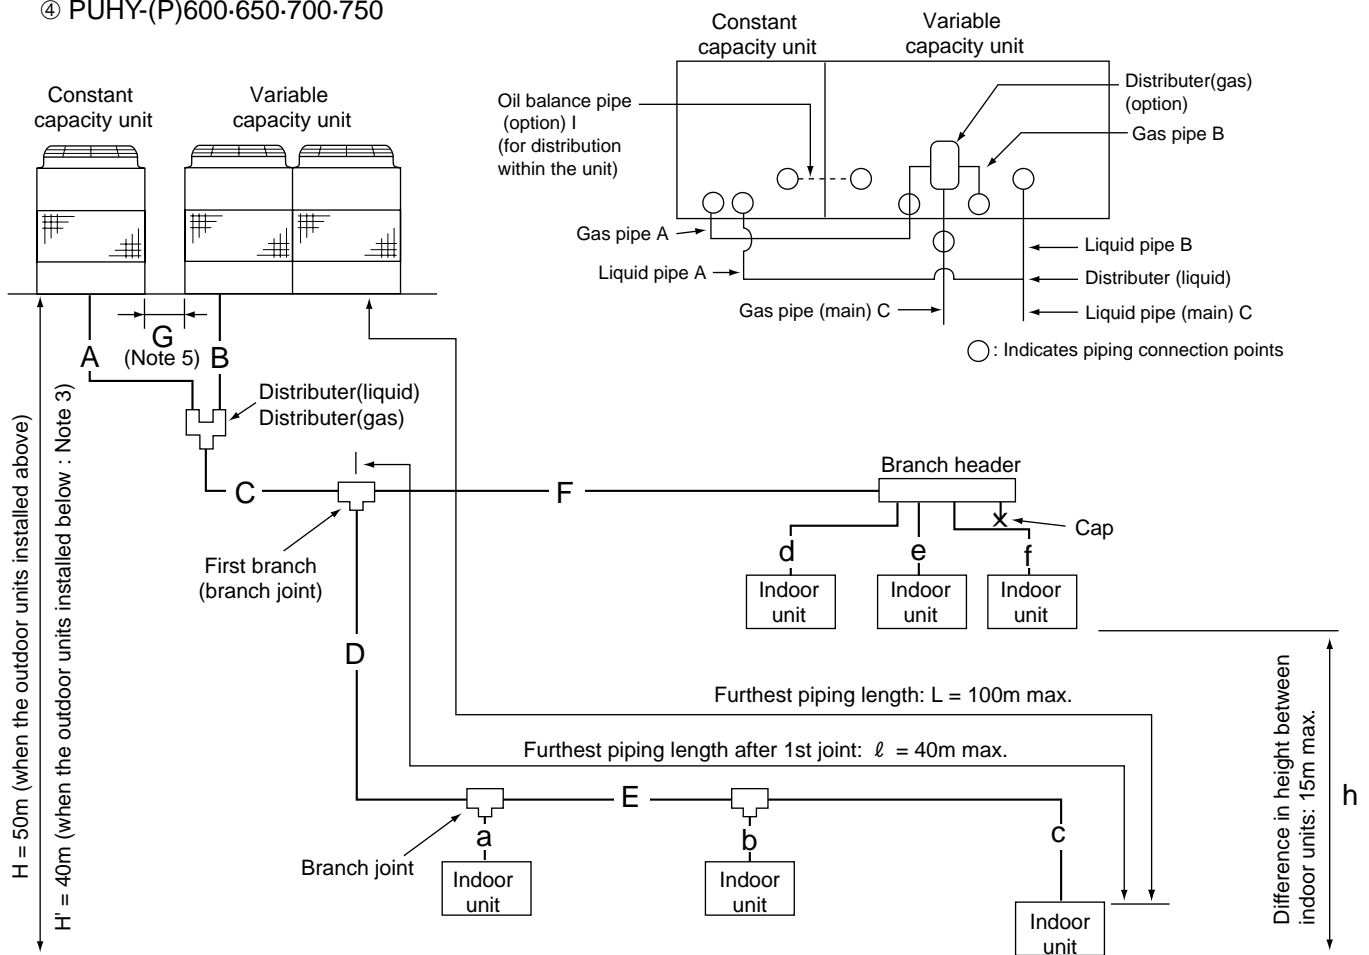 ④ PUHY-(P)600·650·700·750
Constant
capacity unit
Variable
capacity unit
Constant
capacity unit
Variable
capacity unit
Oil balance pipe
(option) I
(for distribution
within the unit)
Distributer(gas)
(option)
Gas pipe B
Gas pipe A
Liquid pipe A
Gas pipe (main) C
Liquid pipe B
Distributer (liquid)
Liquid pipe (main) C
○: Indicates piping connection points
A
G
(Note 5)
B
Distributer(liquid)
Distributer(gas)
C
F
First branch
(branch joint)
Branch header
Cap
d
e
f
Indoor
unit
Indoor
unit
Indoor
unit
D
Furthest piping length: L = 100m max.
Furthest piping length after 1st joint: ℓ = 40m max.
E
a
b
c
Branch joint
Indoor
unit
Indoor
unit
Indoor
unit
H = 50m (when the outdoor units installed above)
H' = 40m (when the outdoor units installed below : Note 3)
Difference in height between
indoor units: 15m max.
h